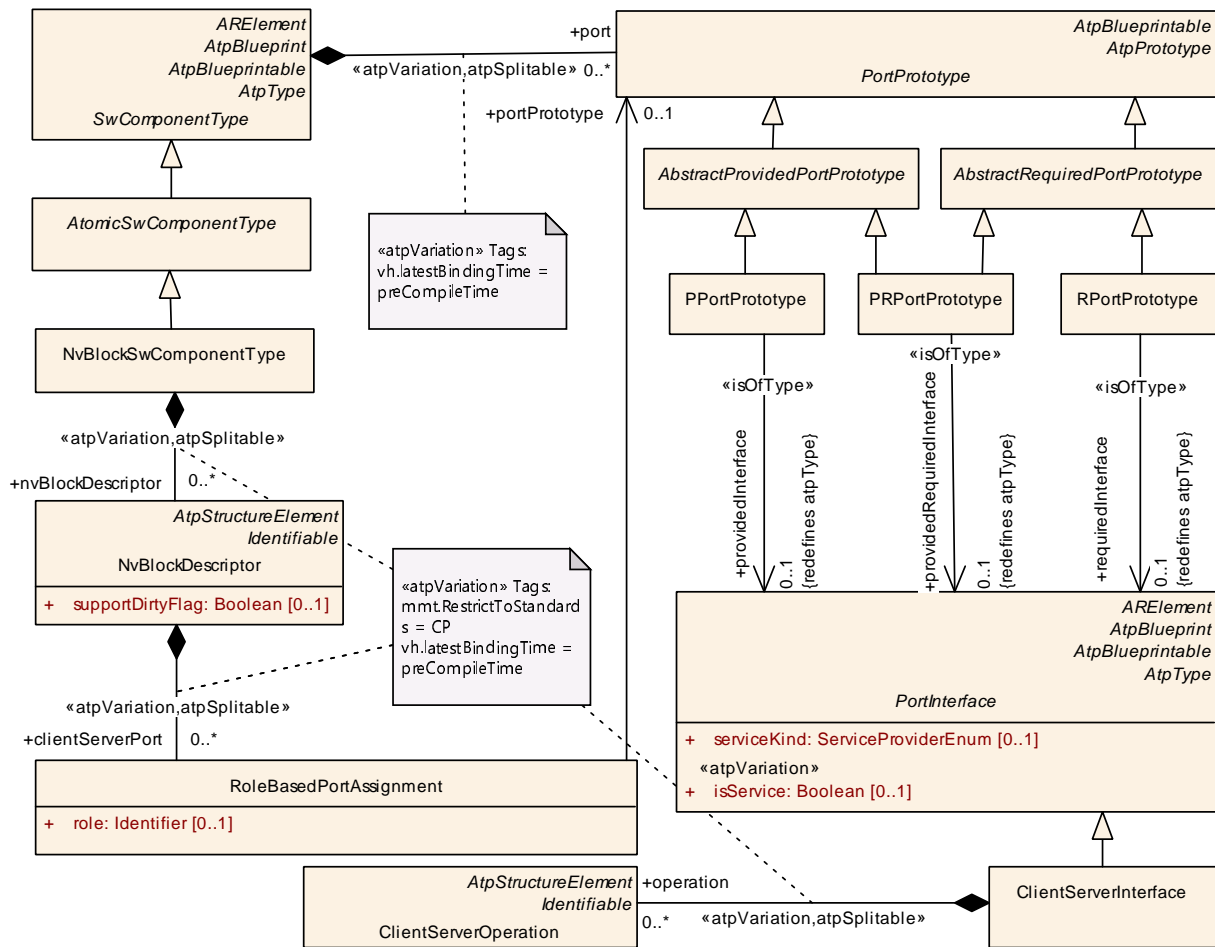 ARElement
AtpBlueprint
AtpBlueprintable
AtpType
SwComponentType
+port
«atpVariation,atpSplitable»
0..*
AtpBlueprintable
AtpPrototype
PortPrototype
+portPrototype
0..1
AtomicSwComponentType
AbstractProvidedPortPrototype
AbstractRequiredPortPrototype
«atpVariation» Tags:
vh.latestBindingTime =
preCompileTime
PPortPrototype
PRPortPrototype
RPortPrototype
NvBlockSwComponentType
«isOfType»
«isOfType»
«isOfType»
«atpVariation,atpSplitable»
+nvBlockDescriptor
0..*
+providedInterface
0..1
{redefines atpType}
+providedRequiredInterface
0..1
{redefines atpType}
+requiredInterface
0..1
{redefines atpType}
AtpStructureElement
Identifiable
NvBlockDescriptor
+ supportDirtyFlag: Boolean [0..1]
«atpVariation» Tags:
mmt.RestrictToStandard
s = CP
vh.latestBindingTime =
preCompileTime
ARElement
AtpBlueprint
AtpBlueprintable
AtpType
PortInterface
+ serviceKind: ServiceProviderEnum [0..1]
«atpVariation»
+ isService: Boolean [0..1]
«atpVariation,atpSplitable»
+clientServerPort
0..*
RoleBasedPortAssignment
+ role: Identifier [0..1]
AtpStructureElement
Identifiable
ClientServerOperation
+operation
0..*
«atpVariation,atpSplitable»
ClientServerInterface